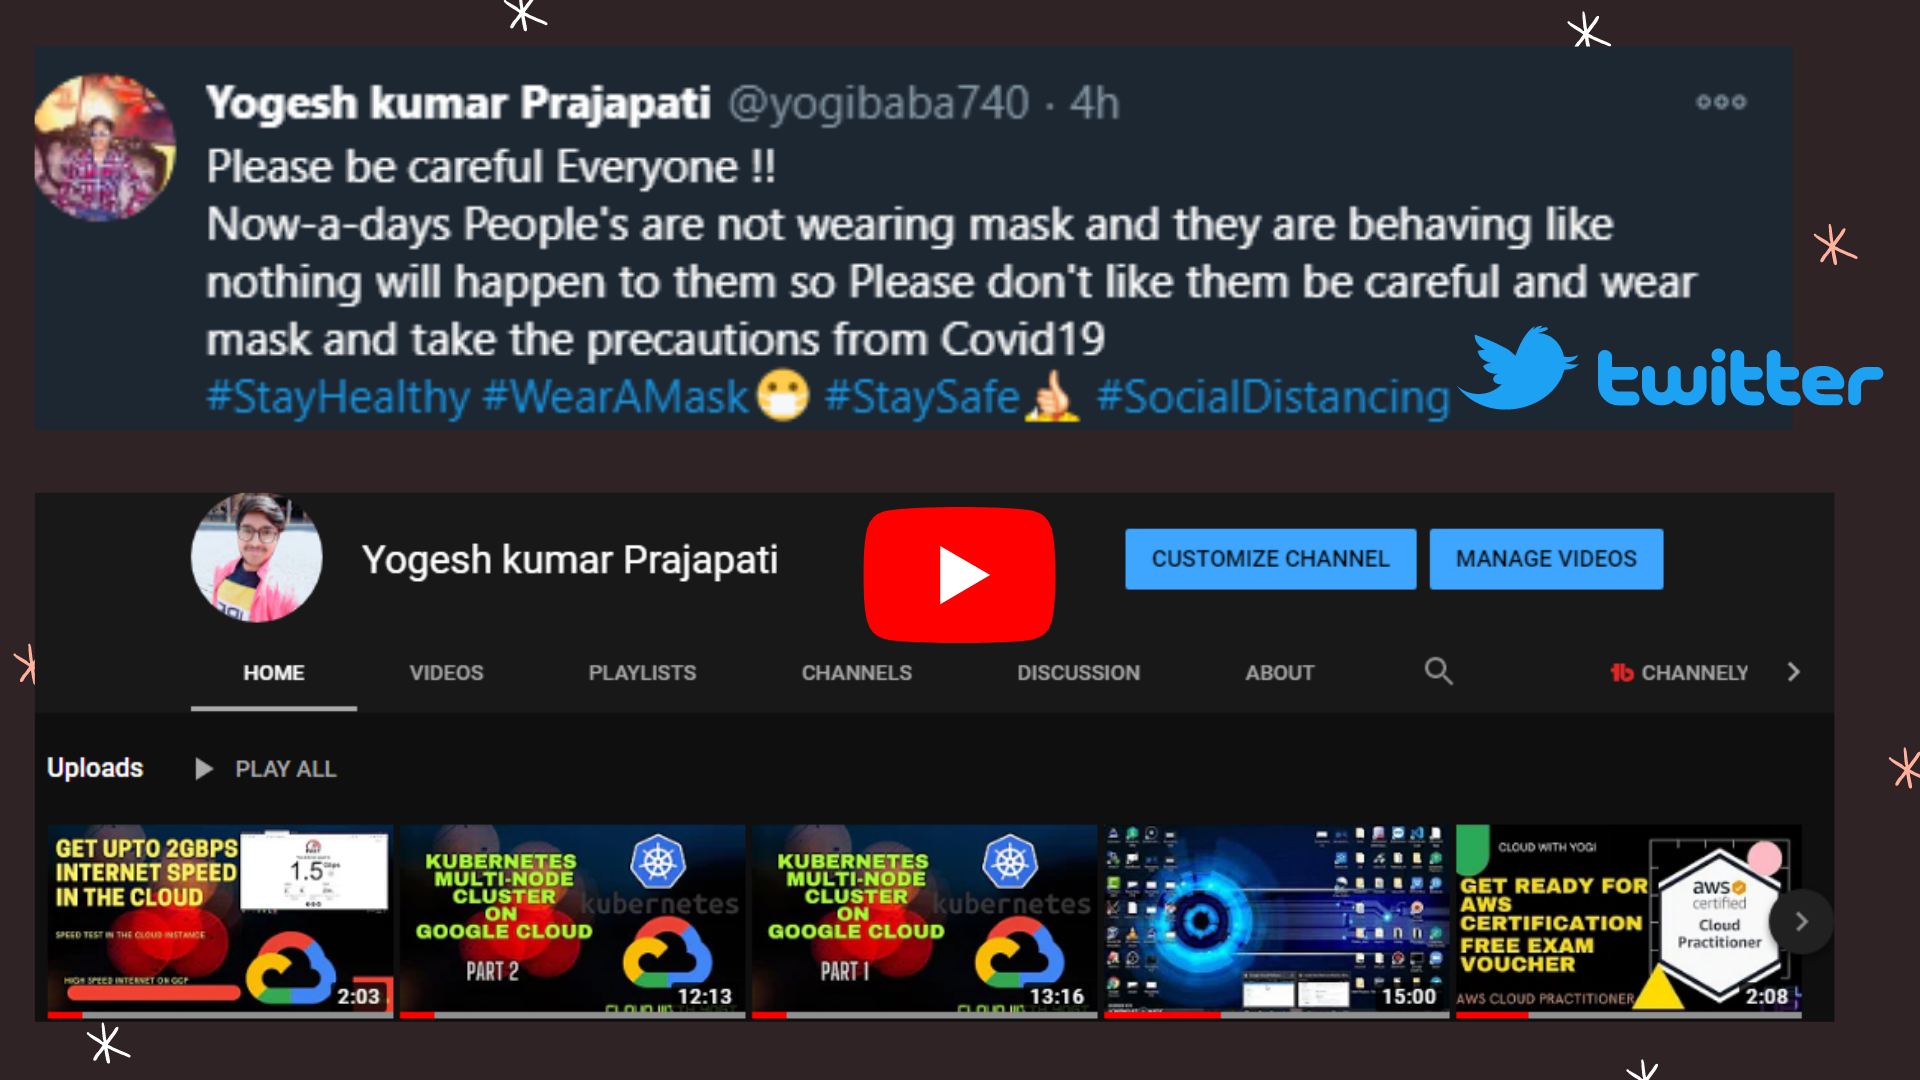 Yogesh kumar Prajapati @yogibaba740 · 4h
Please be careful Everyone !!
Now-a-days People's are not wearing mask and they are behaving like
nothing will happen to them so Please don't like them be careful and wear
mask and take the precautions from Covid19
#StayHealthy #WearAMask😷 #StaySafe👍 #SocialDistancing
twitter
Yogesh kumar Prajapati
CUSTOMIZE CHANNEL
MANAGE VIDEOS
HOME
VIDEOS
PLAYLISTS
CHANNELS
DISCUSSION
ABOUT
CHANNELY
Uploads
PLAY ALL
GET UPTO 2GBPS
INTERNET SPEED
IN THE CLOUD
1.5 Gbps
SPEED TEST IN THE CLOUD INSTANCE
HIGH SPEED INTERNET ON GCP
2:03
KUBERNETES
MULTI-NODE
CLUSTER
ON
GOOGLE CLOUD
PART 2
kubernetes
12:13
KUBERNETES
MULTI-NODE
CLUSTER
ON
GOOGLE CLOUD
PART 1
kubernetes
13:16
15:00
CLOUD WITH YOGI
GET READY FOR
AWS
CERTIFICATION
FREE EXAM
VOUCHER
AWS CLOUD PRACTITIONER
aws
certified
Cloud
Practitioner
2:08